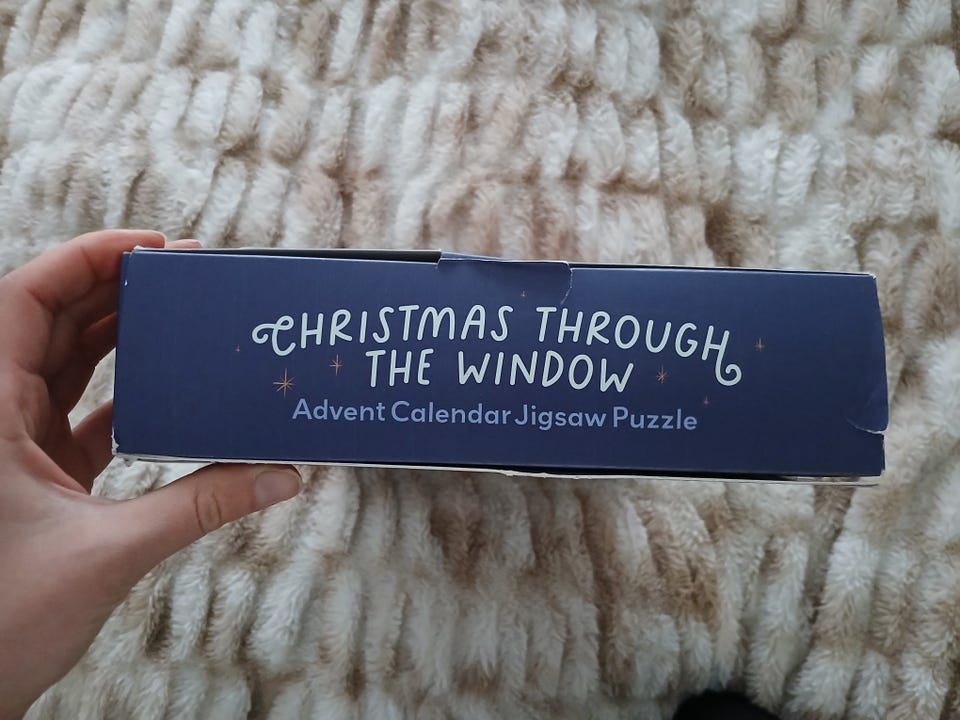 CHRISTMAS THROUGH
THE WINDOW
Advent Calendar Jigsaw Puzzle